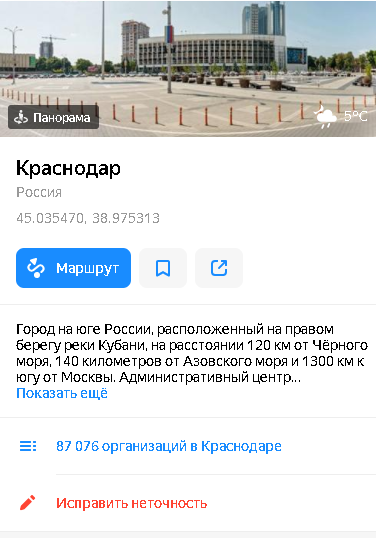 Панорама
5°C
Краснодар
Россия
45.035470, 38.975313
Маршрут
Город на юге России, расположенный на правом
берегу реки Кубани, на расстоянии 120 км от Чёрного
моря, 140 километров от Азовского моря и 1300 км к
югу от Москвы. Административный центр...
Показать ещё
87 076 организаций в Краснодаре
Исправить неточность